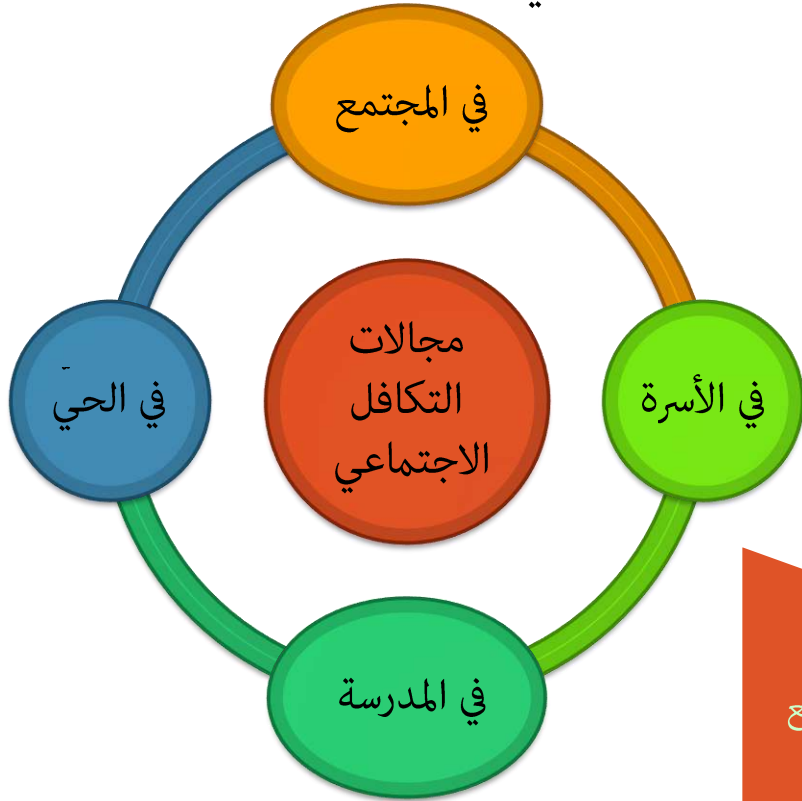 في المجتمع
مجالات
التكافل
الاجتماعي
في الأسرة
في الحيَ
في المدرسة